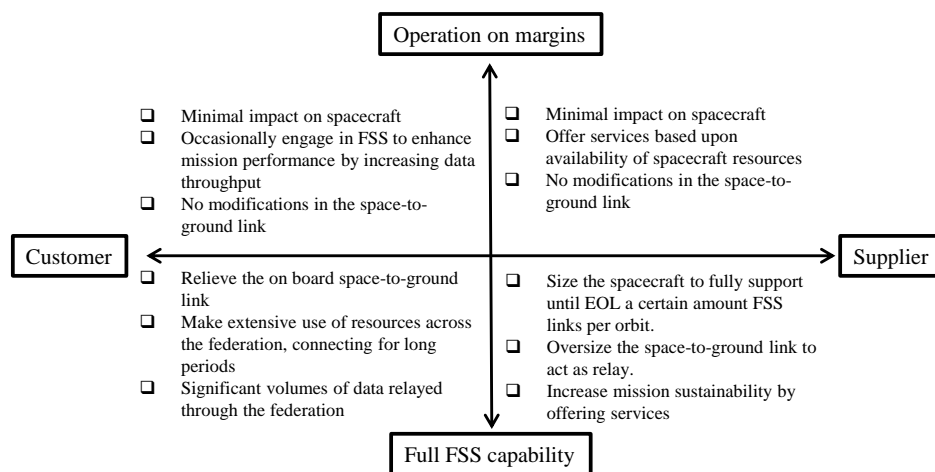 Operation on margins
❑ Minimal impact on spacecraft
❑ Occasionally engage in FSS to enhance
mission performance by increasing data
throughput
❑ No modifications in the space-to-
ground link
❑ Minimal impact on spacecraft
❑ Offer services based upon
availability of spacecraft resources
❑ No modifications in the space-to-
ground link
Customer
Supplier
❑ Relieve the on board space-to-ground
link
❑ Make extensive use of resources across
the federation, connecting for long
periods
❑ Significant volumes of data relayed
through the federation
❑ Size the spacecraft to fully support
until EOL a certain amount FSS
links per orbit.
❑ Oversize the space-to-ground link to
act as relay.
❑ Increase mission sustainability by
offering services
Full FSS capability